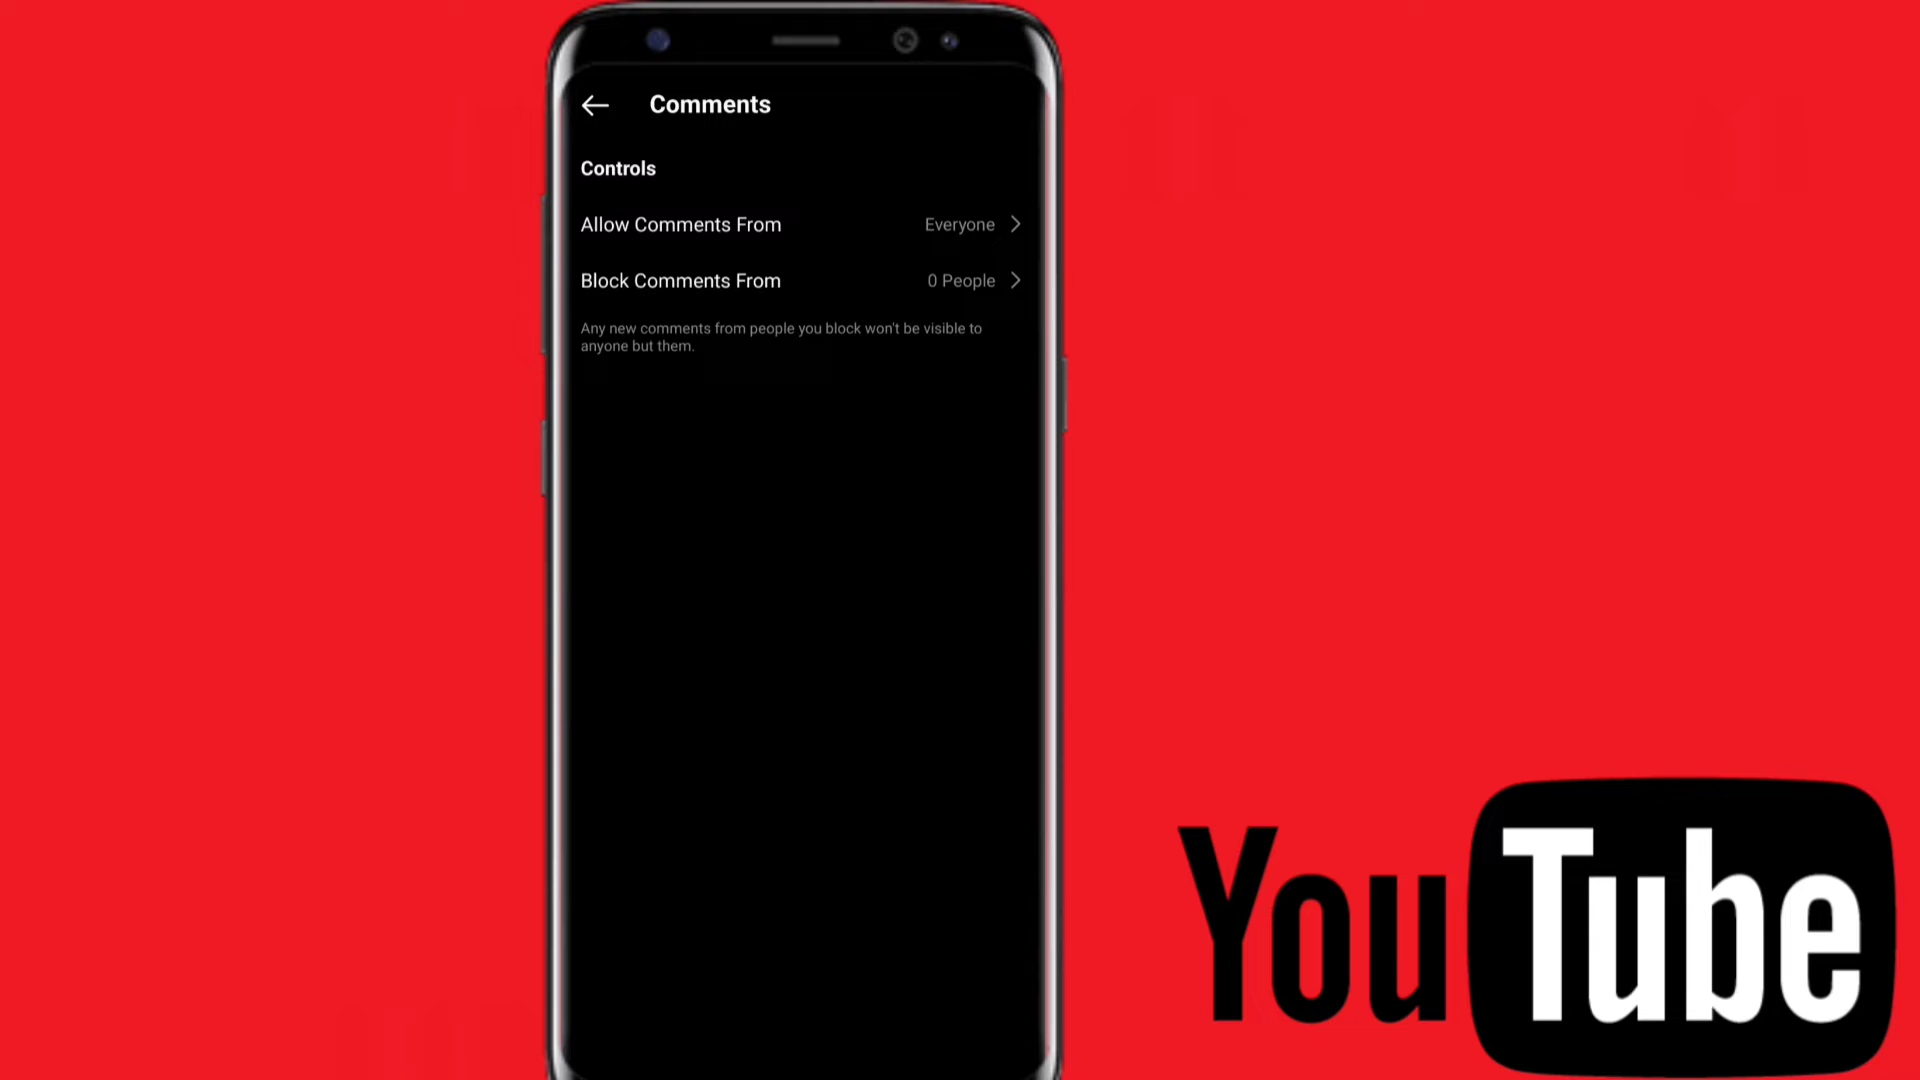 Comments
Controls
Allow Comments From Everyone
Block Comments From 0 People
Any new comments from people you block won't be visible to
anyone but them.
YouTube